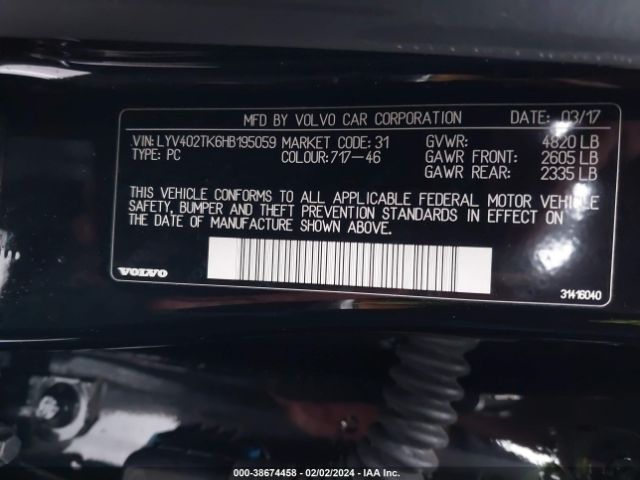 MFD BY VOLVO CAR CORPORATION DATE: 03/17
VIN: LYV402TK6HB195059 MARKET CODE: 31 GVWR: 4820 LB
TYPE: PC COLOUR: 717-46 GAWR FRONT: 2605 LB
GAWR REAR: 2335 LB
THIS VEHICLE CONFORMS TO ALL APPLICABLE FEDERAL MOTOR VEHICLE
SAFETY, BUMPER AND THEFT PREVENTION STANDARDS IN EFFECT ON
THE DATE OF MANUFACTURE SHOWN ABOVE.
VOLVO 31416040
000-38674458 - 02/02/2024 - IAA Inc.